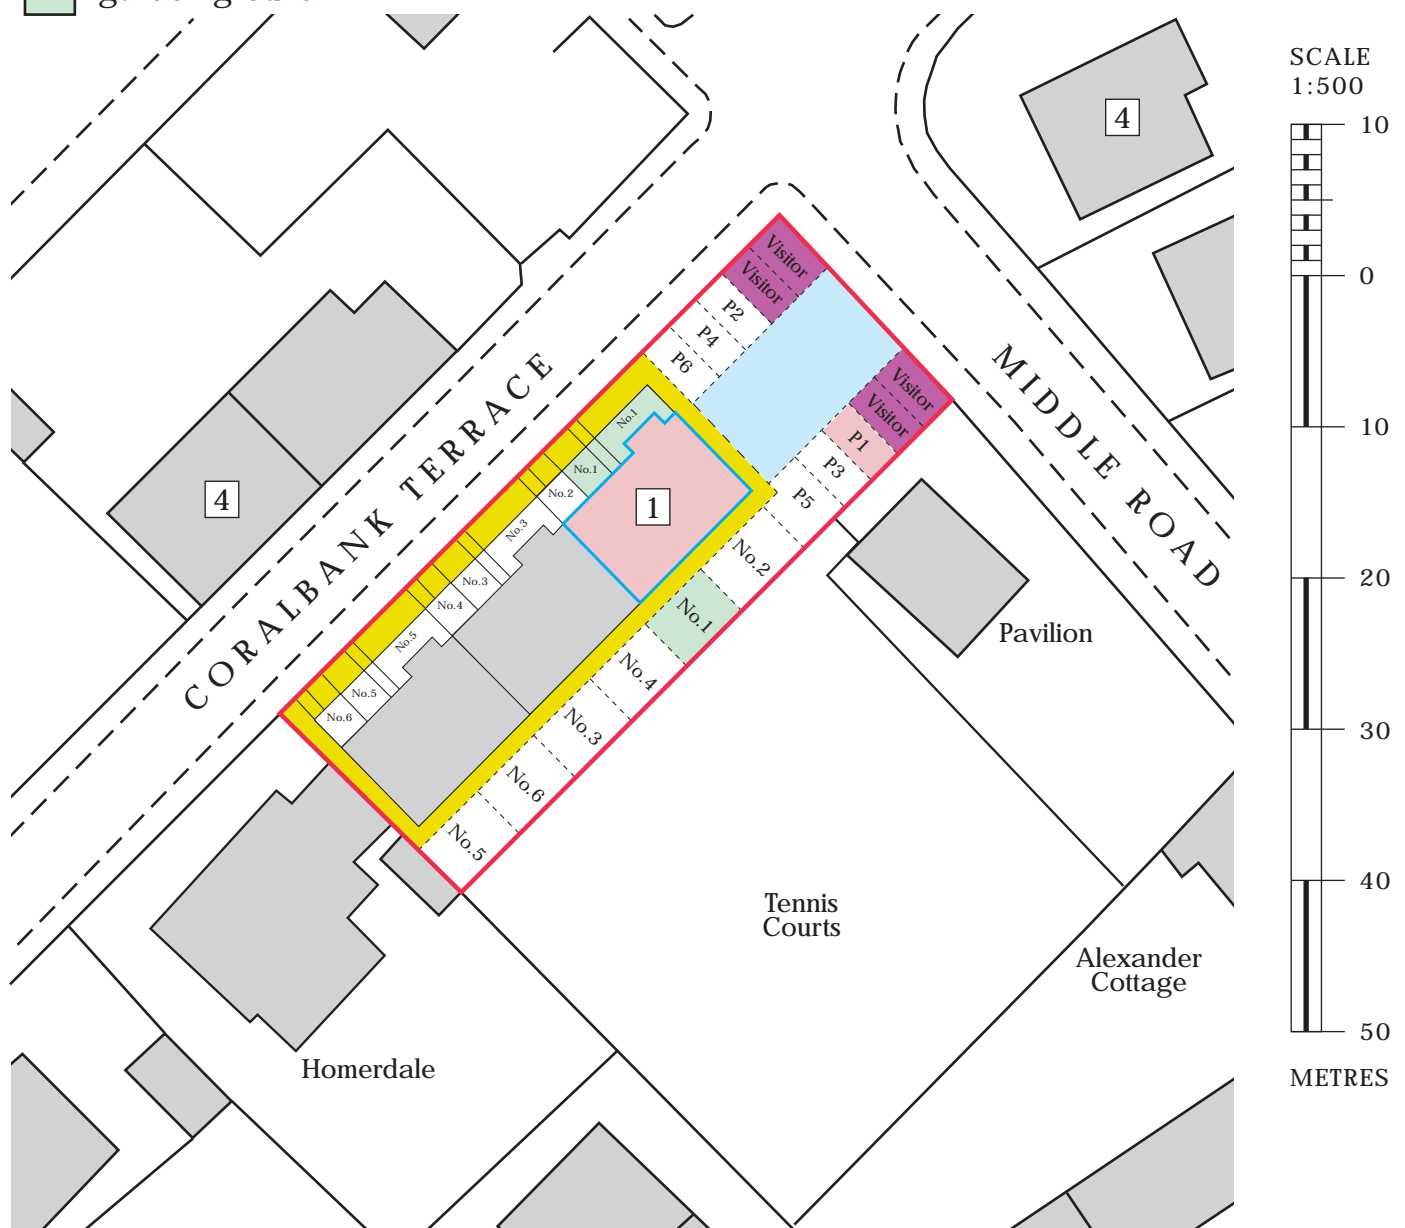 SCALE
1:500
10
0
10
20
30
40
50
METRES
4
Visitor
Visitor
P2
P4
P6
Visitor
Visitor
P1
P3
P5
MIDDLE ROAD
CORALBANK TERRACE
4
No.1
No.1
No.2
No.3
No.3
No.4
No.5
No.5
No.6
1
No.2
No.1
No.4
No.3
No.6
No.5
Pavilion
Tennis
Courts
Alexander
Cottage
Homerdale